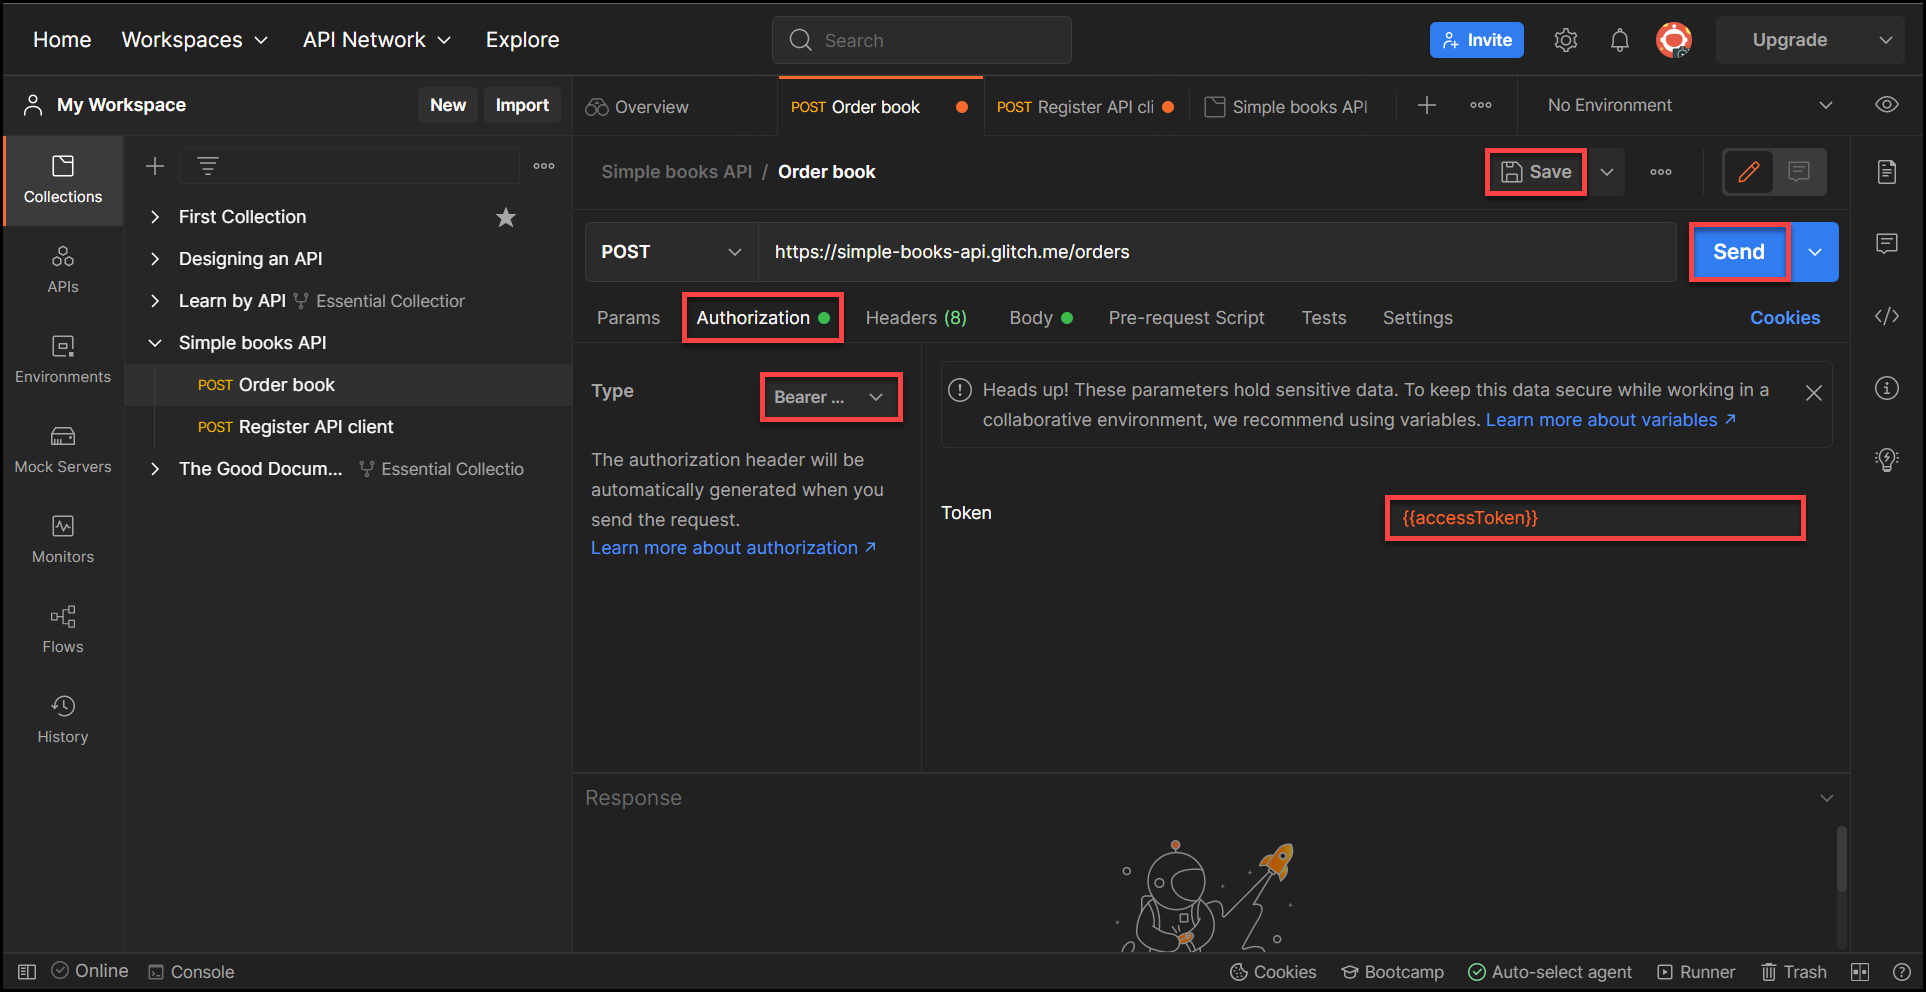 Home Workspaces API Network Explore Search Invite Upgrade
My Workspace New Import
Overview POST Order book POST Register API cli Simple books API No Environment
Collections
APIs
Environments
Mock Servers
Monitors
Flows
History
First Collection
Designing an API
Learn by API Essential Collectior
Simple books API
POST Order book
POST Register API client
The Good Docum... Essential Collectio
Simple books API / Order book Save
POST https://simple-books-api.glitch.me/orders Send
Params Authorization Headers (8) Body Pre-request Script Tests Settings Cookies
Type Bearer ...
The authorization header will be
automatically generated when you
send the request.
Learn more about authorization ↗
Heads up! These parameters hold sensitive data. To keep this data secure while working in a
collaborative environment, we recommend using variables. Learn more about variables ↗
Token {{accessToken}}
Response
Online Console Cookies Bootcamp Auto-select agent Runner Trash